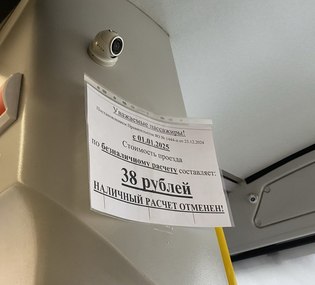 Уважаемые пассажиры!
с 01.01.2025
Стоимость проезда
по безналичному расчету составляет:
38 рублей
НАЛИЧНЫЙ РАСЧЕТ ОТМЕНЕН!